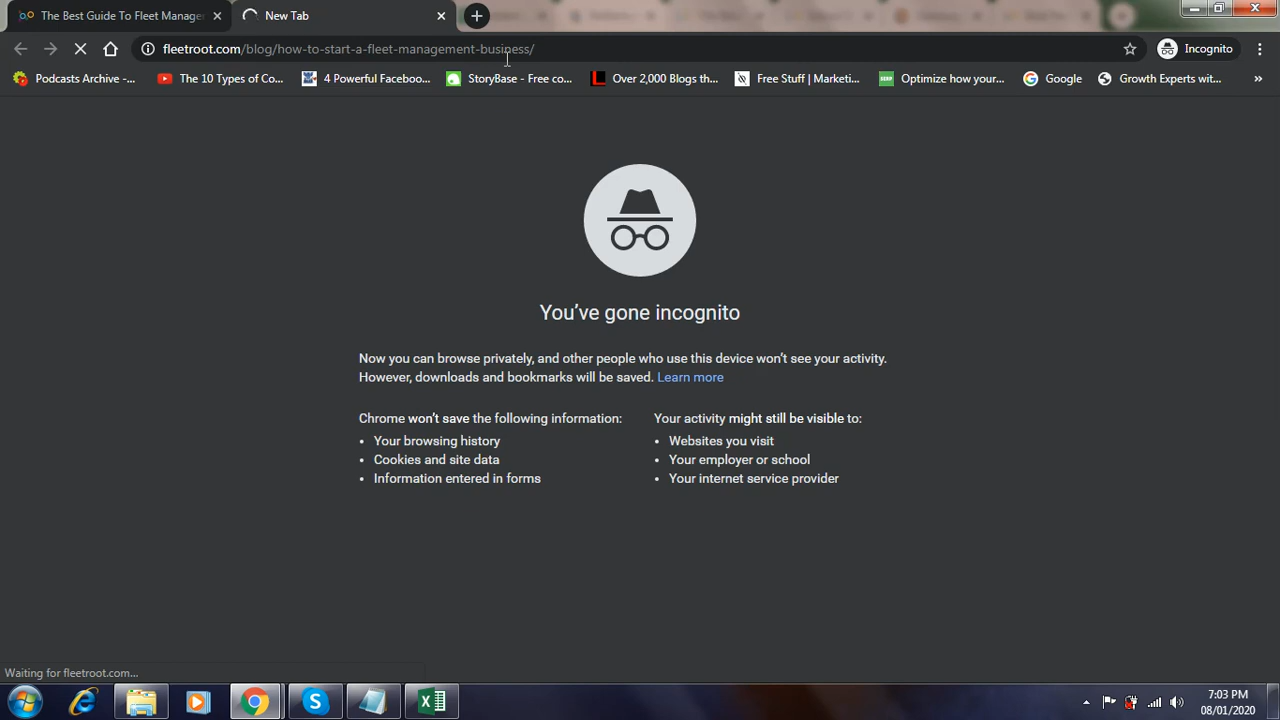 The Best Guide To Fleet Manage
New Tab
fleetroot.com/blog/how-to-start-a-fleet-management-business/
Incognito
Podcasts Archive -...
The 10 Types of Co...
4 Powerful Faceboo...
StoryBase - Free co...
Over 2,000 Blogs th...
Free Stuff | Marketi...
Optimize how your...
Google
Growth Experts wit...
»
You've gone incognito
Now you can browse privately, and other people who use this device won't see your activity.
However, downloads and bookmarks will be saved. Learn more
Chrome won't save the following information:
• Your browsing history
• Cookies and site data
• Information entered in forms
Your activity might still be visible to:
• Websites you visit
• Your employer or school
• Your internet service provider
Waiting for fleetroot.com...
7:03 PM
08/01/2020